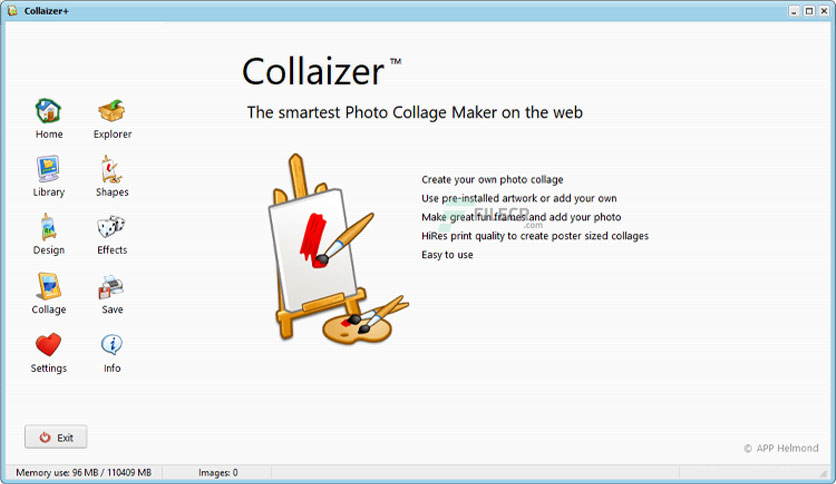 Collaizer+
Collaizer™
The smartest Photo Collage Maker on the web
Home
Explorer
Library
Shapes
Design
Effects
Collage
Save
Settings
Info
Create your own photo collage
Use pre-installed artwork or add your own
Make great fun frames and add your photo
HiRes print quality to create poster sized collages
Easy to use
FILECR
.com
Exit
© APP Helmond
Memory use: 96 MB / 110409 MB
Images: 0